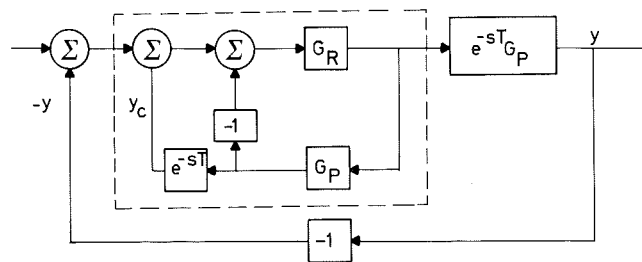 Σ
Σ
Σ
G_R
e^{-sT}G_P
y
-y
y_c
-1
e^{-sT}
G_P
-1